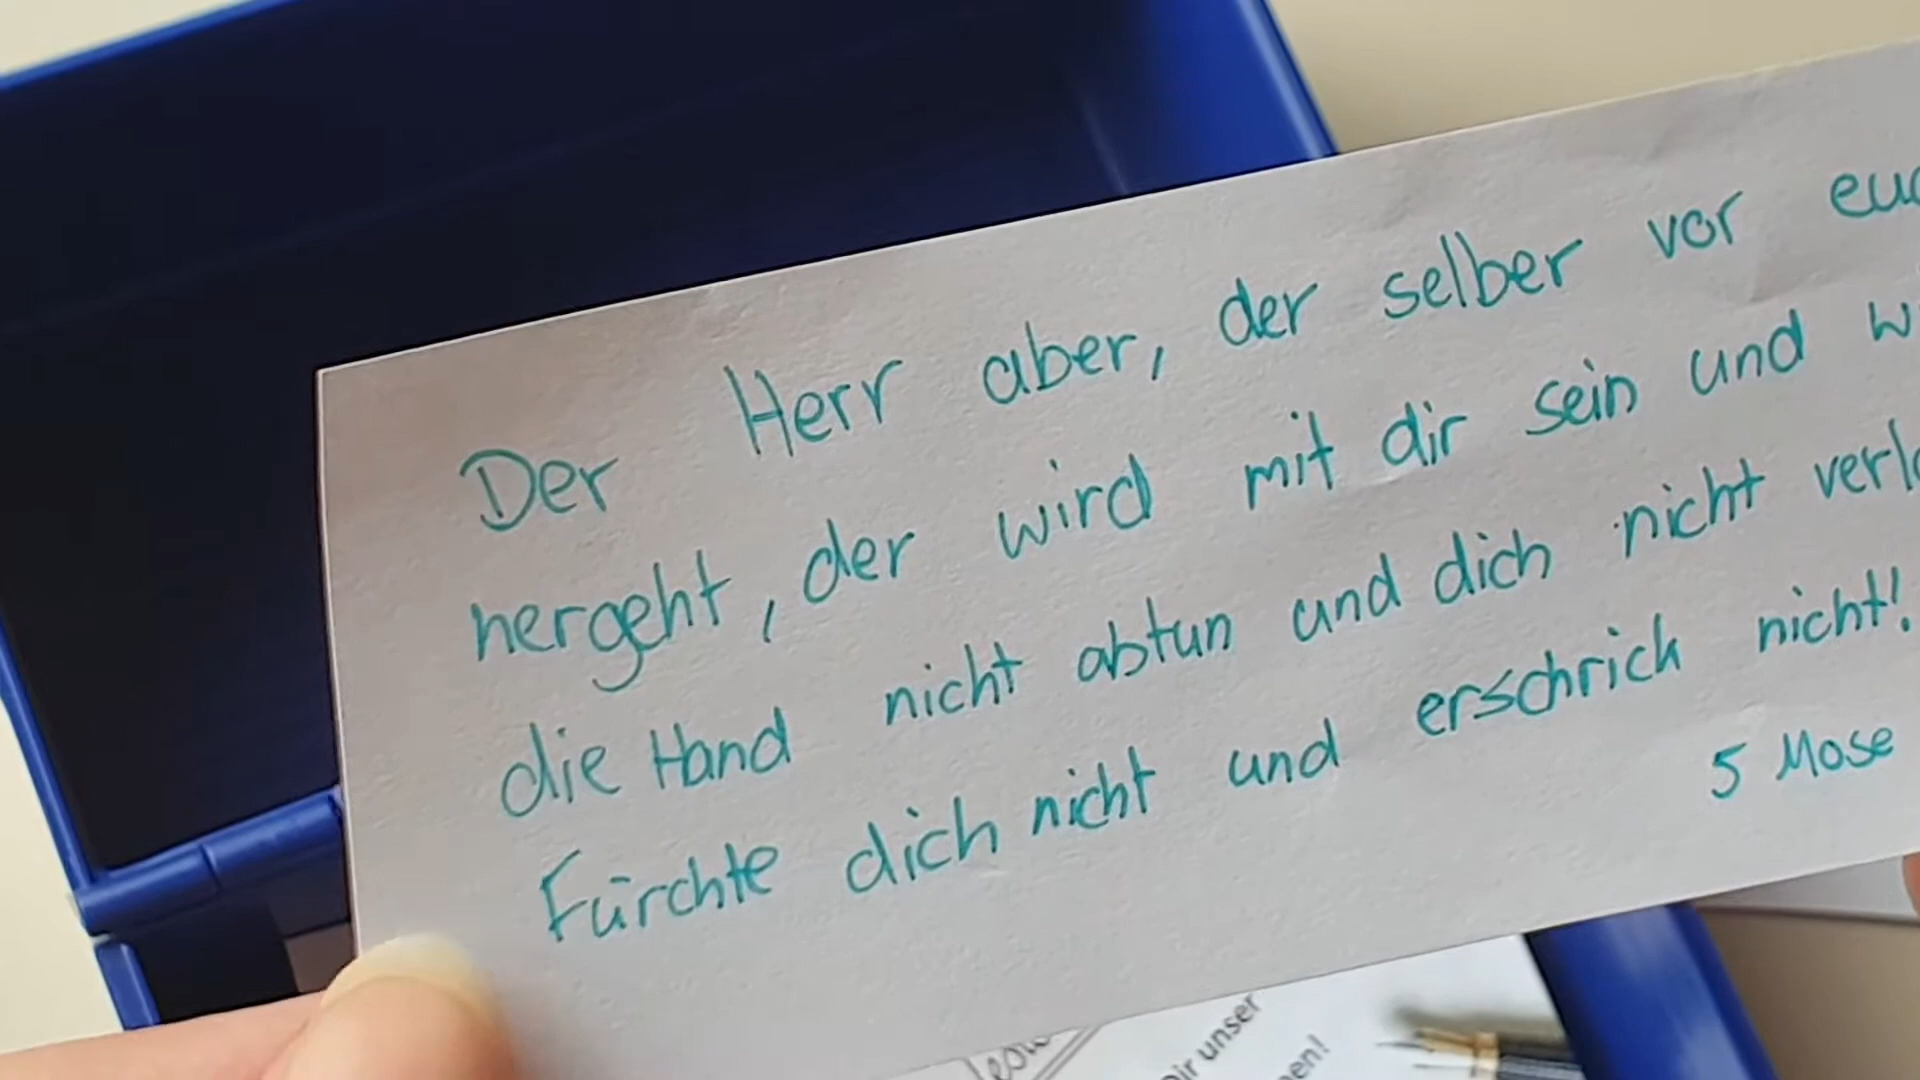 Der Herr aber, der selber vor
hergeht, der wird mit dir sein und
die Hand nicht abtun und dich nicht
Fürchte dich nicht und erschrick nicht!
5 Mose
unser